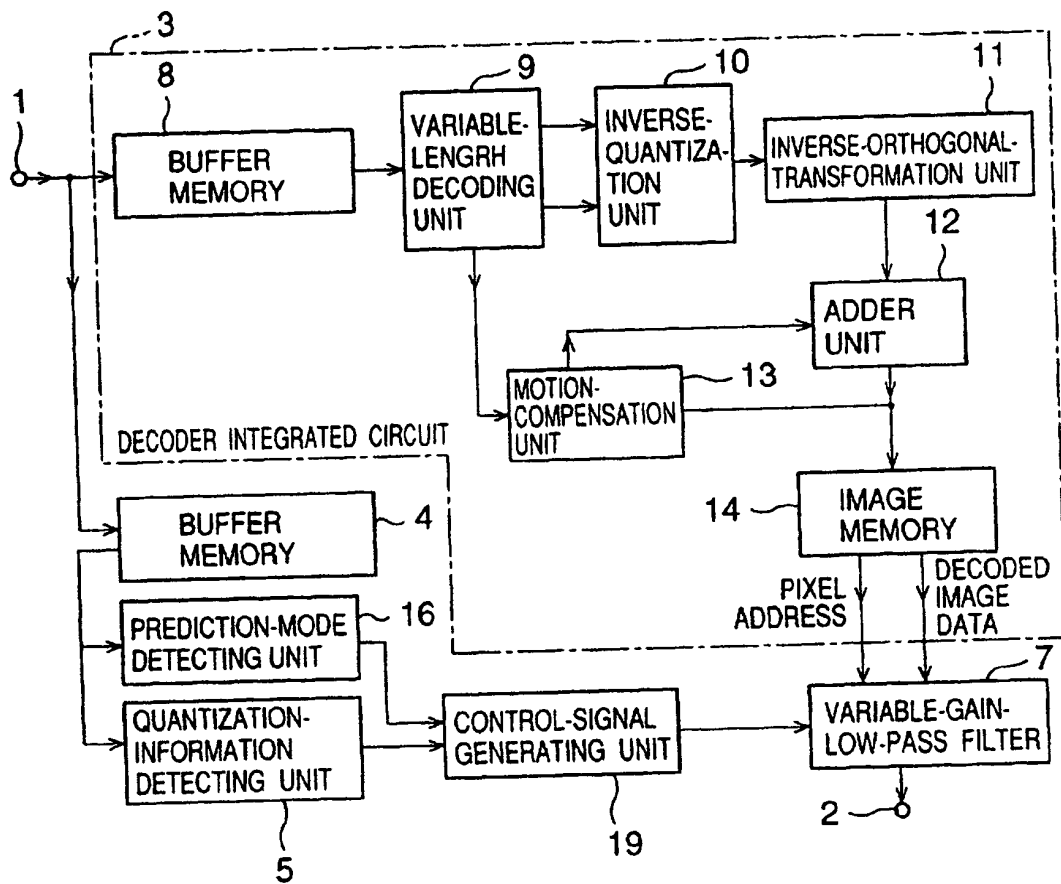 3
1
8
BUFFER
MEMORY
9
VARIABLE-
LENGRH
DECODING
UNIT
10
INVERSE-
QUANTIZA-
TION
UNIT
11
INVERSE-ORTHOGONAL-
TRANSFORMATION UNIT
12
ADDER
UNIT
13
MOTION-
COMPENSATION
UNIT
DECODER INTEGRATED CIRCUIT
14
IMAGE
MEMORY
BUFFER
MEMORY
4
PIXEL
ADDRESS
DECODED
IMAGE
DATA
16
PREDICTION-MODE
DETECTING UNIT
7
QUANTIZATION-
INFORMATION
DETECTING UNIT
5
CONTROL-SIGNAL
GENERATING UNIT
19
VARIABLE-GAIN-
LOW-PASS FILTER
2